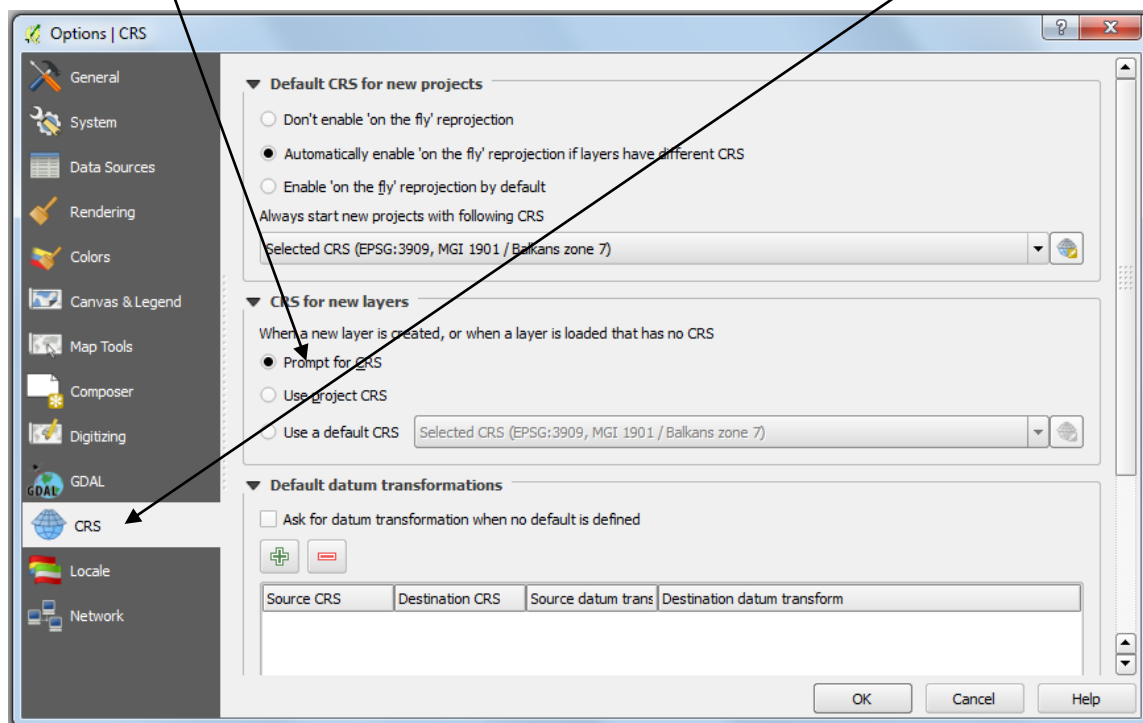 Options | CRS
General
System
Data Sources
Rendering
Colors
Canvas & Legend
Map Tools
Composer
Digitizing
GDAL
GDAL
CRS
Locale
Network
Default CRS for new projects
Don't enable 'on the fly' reprojection
Automatically enable 'on the fly' reprojection if layers have different CRS
Enable 'on the fly' reprojection by default
Always start new projects with following CRS
Selected CRS (EPSG:3909, MGI 1901 / Balkans zone 7)
CRS for new layers
When a new layer is created, or when a layer is loaded that has no CRS
Prompt for CRS
Use project CRS
Use a default CRS Selected CRS (EPSG:3909, MGI 1901 / Balkans zone 7)
Default datum transformations
Ask for datum transformation when no default is defined
Source CRS Destination CRS Source datum trans Destination datum transform
OK Cancel Help